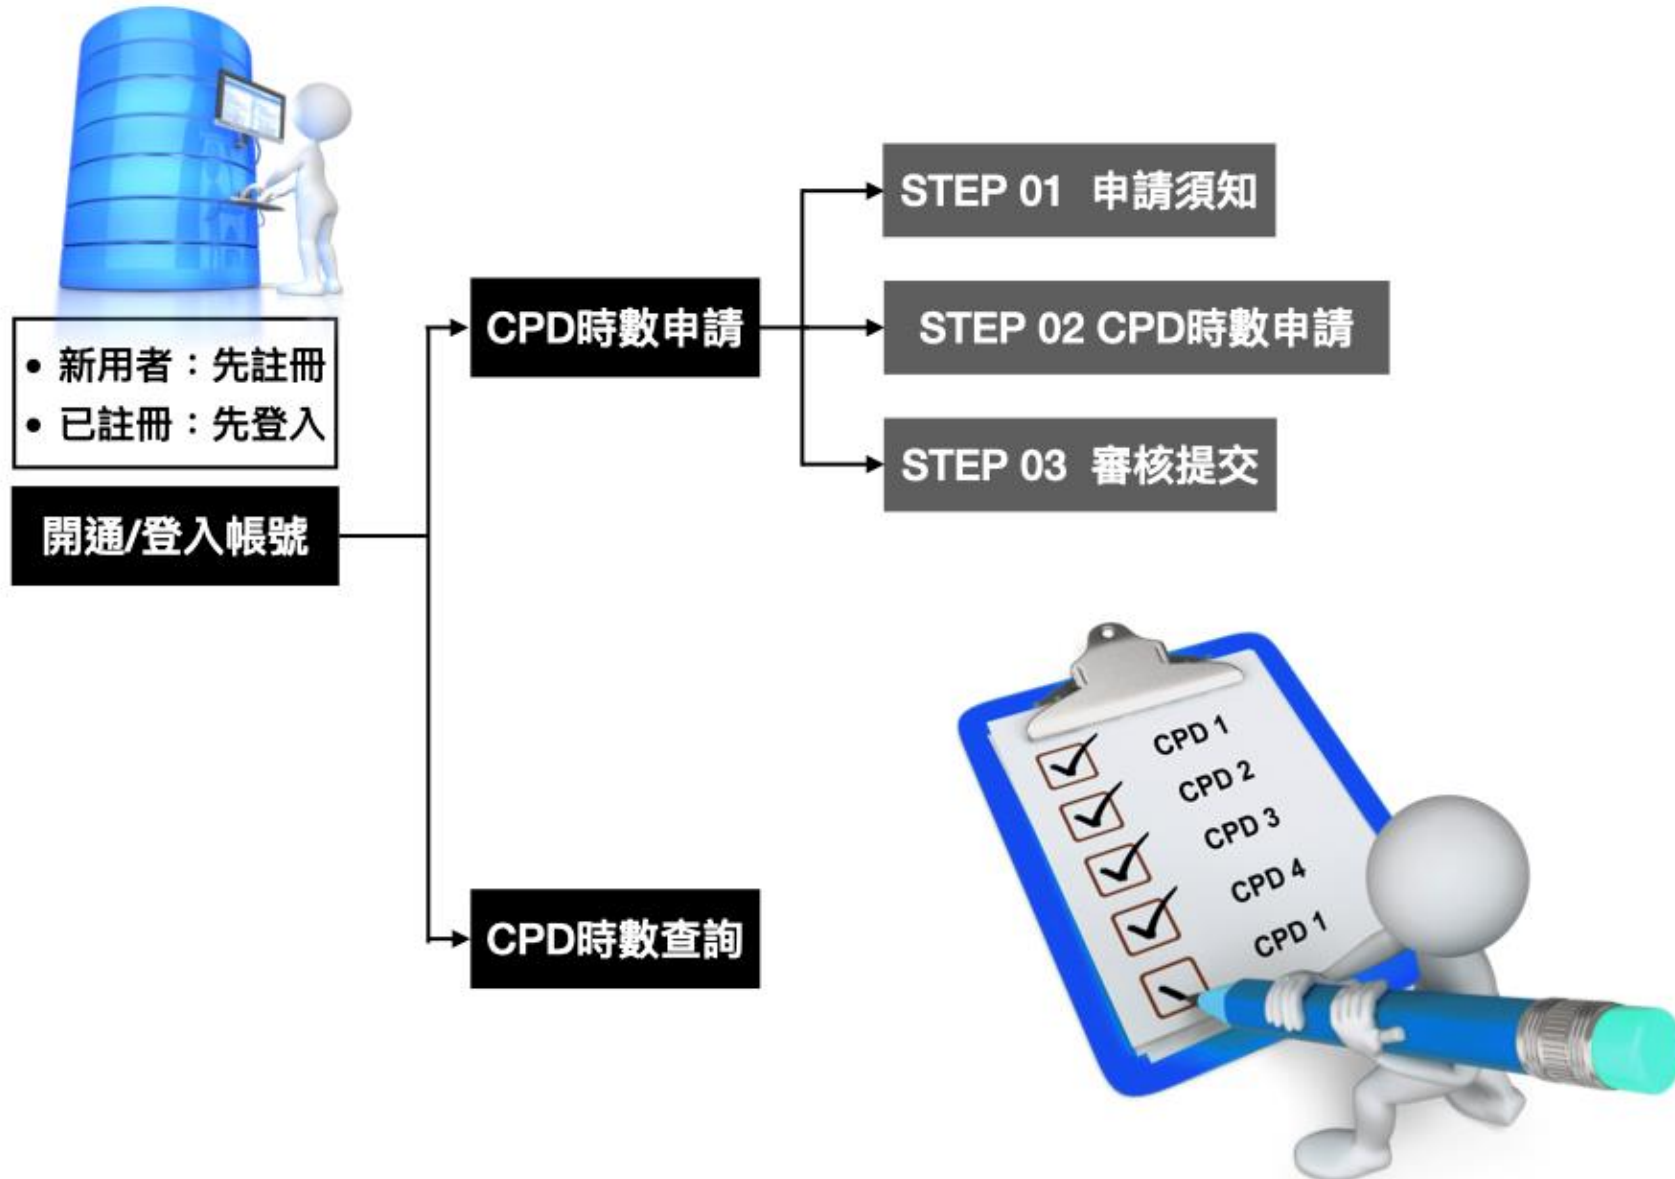 • 新用者：先註冊
• 已註冊：先登入
開通/登入帳號
CPD時數申請
STEP 01 申請須知
STEP 02 CPD時數申請
STEP 03 審核提交
CPD時數查詢
CPD 1
CPD 2
CPD 3
CPD 4
CPD 1